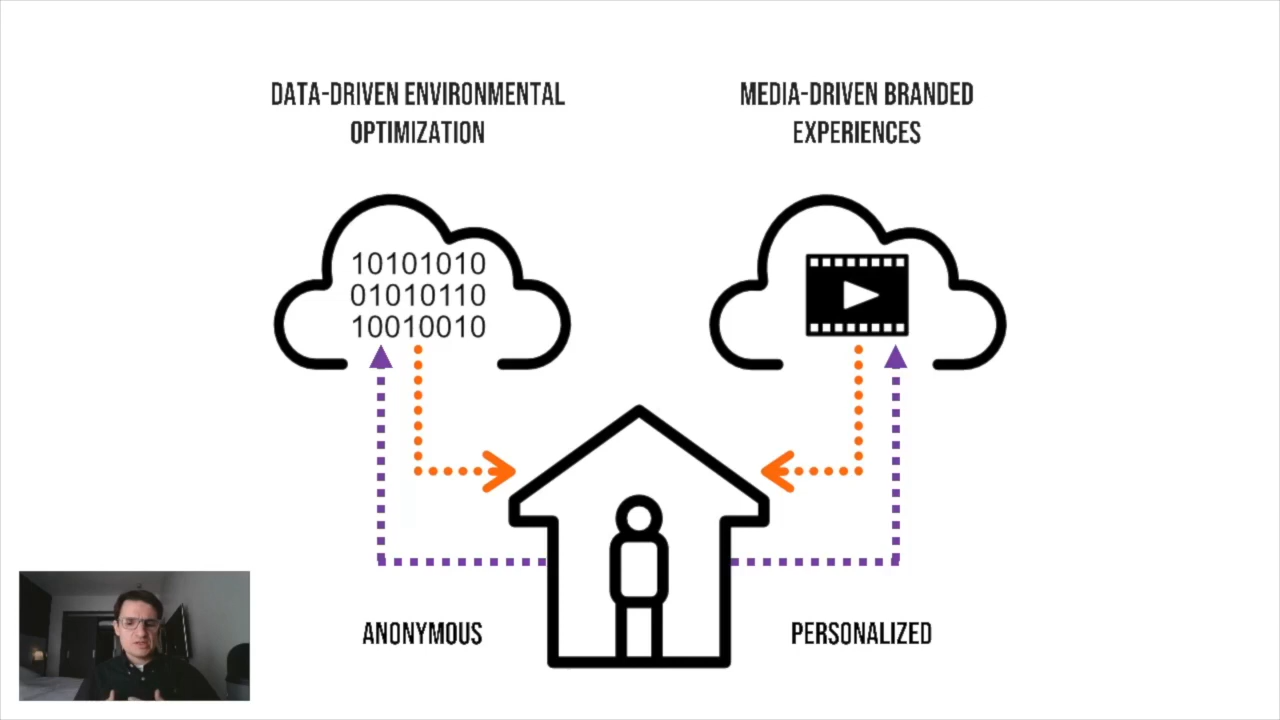 DATA-DRIVEN ENVIRONMENTAL
OPTIMIZATION
MEDIA-DRIVEN BRANDED
EXPERIENCES
10101010
01010110
10010010
ANONYMOUS
PERSONALIZED